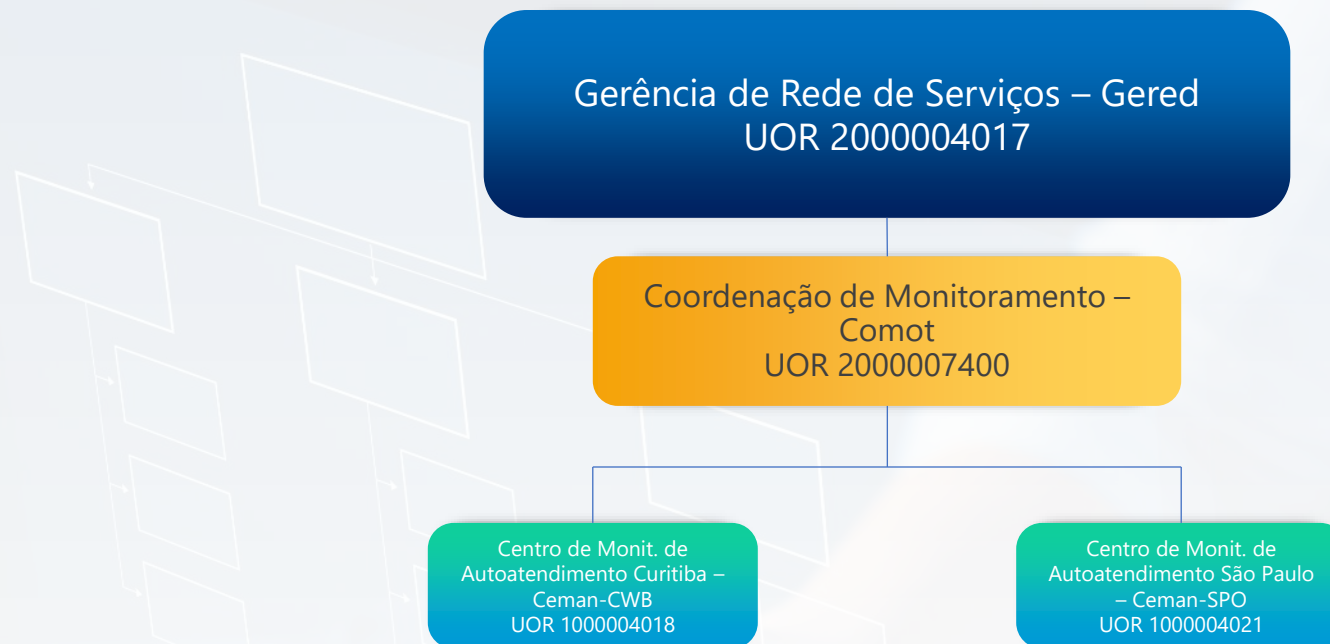 Gerência de Rede de Serviços – Gered
UOR 2000004017
Coordenação de Monitoramento –
Comot
UOR 2000007400
Centro de Monit. de
Autoatendimento Curitiba –
Ceman-CWB
UOR 1000004018
Centro de Monit. de
Autoatendimento São Paulo
– Ceman-SPO
UOR 1000004021